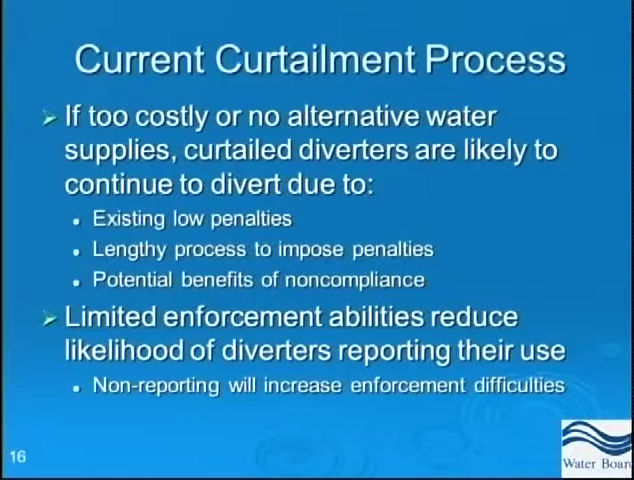 Current Curtailment Process
If too costly or no alternative water
supplies, curtailed diverters are likely to
continue to divert due to:
Existing low penalties
Lengthy process to impose penalties
Potential benefits of noncompliance
Limited enforcement abilities reduce
likelihood of diverters reporting their use
Non-reporting will increase enforcement difficulties
16
Water Boar